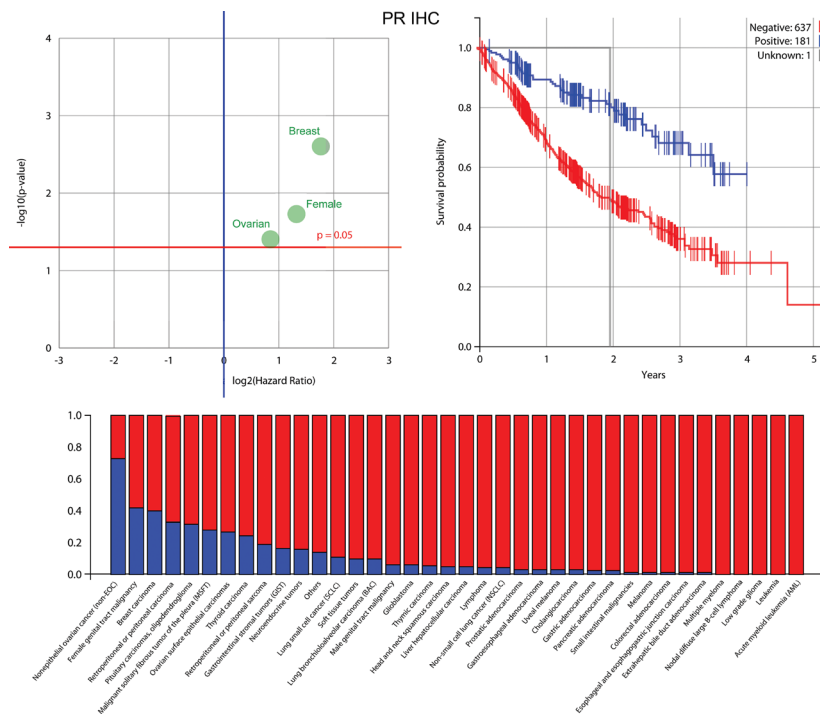 PR IHC
4
3
2
1
-3
-2
-1
0
1
2
3
-log10(p-value)
log2(Hazard Ratio)
Breast
Female
Ovarian
p = 0.05
Negative: 637
Positive: 181
Unknown: 1
1.0
0.8
0.6
0.4
0.2
0.0
0
1
2
3
4
5
Survival probability
Years
1.0
0.8
0.6
0.4
0.2
0.0
Nonepithelial ovarian cancer (non-EOC)
Female genital tract malignancy
Breast carcinoma
Retroperitoneal or peritoneal carcinoma
Pituitary carcinomas, oligodendroglioma
Malignant solitary fibrous tumor of the pleura (MSFT)
Ovarian surface epithelial carcinomas
Thyroid carcinoma
Retroperitoneal or peritoneal sarcoma
Gastrointestinal stromal tumors (GIST)
Neuroendocrine tumors
Others
Lung small cell cancer (SCLC)
Soft tissue tumors
Lung bronchioloalveolar carcinoma (BAC)
Male genital tract malignancy
Glioblastoma
Thymic carcinoma
Head and neck squamous carcinoma
Liver hepatocellular carcinoma
Lymphoma
Non-small cell lung cancer (NSCLC)
Prostatic adenocarcinoma
Gastroesophageal adenocarcinoma
Uveal melanoma
Cholangiocarcinoma
Gastric adenocarcinoma
Pancreatic adenocarcinoma
Small intestinal malignancies
Melanoma
Colorectal adenocarcinoma
Esophageal and esophagogastric junction carcinoma
Extrahepatic bile duct adenocarcinoma
Multiple myeloma
Nodal diffuse large B-cell lymphoma
Low grade glioma
Leukemia
Acute myeloid leukemia (AML)